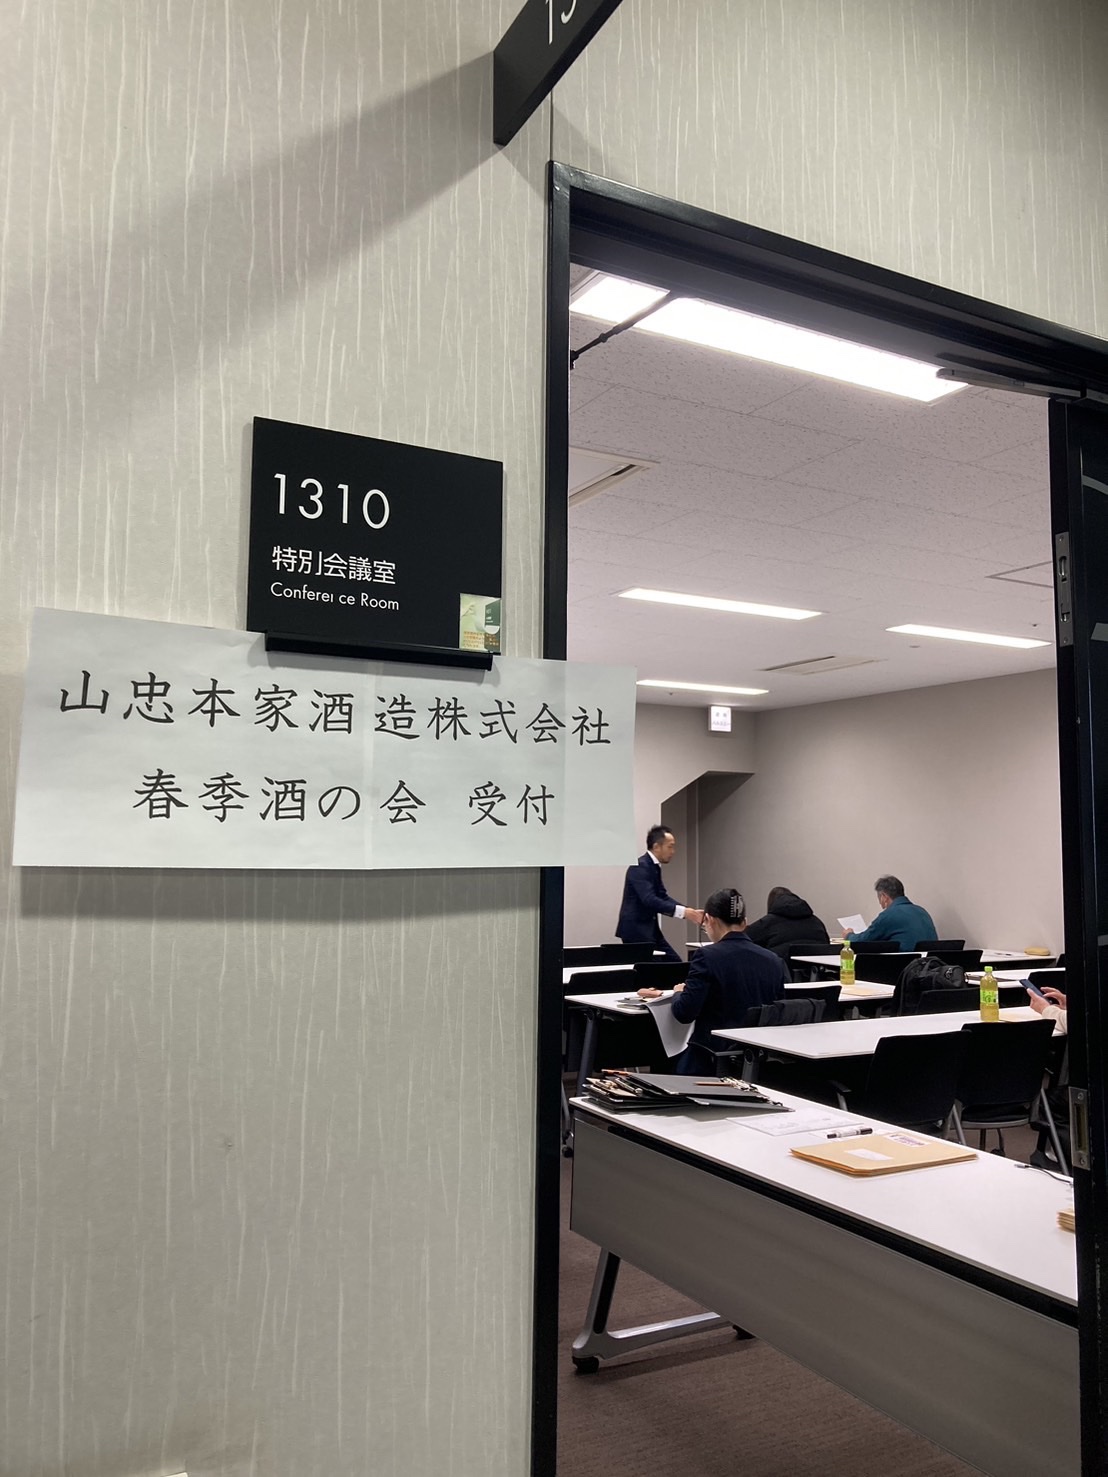 1310
特別会議室
Conferei ce Room
山忠本家酒造株式会社
春季酒の会 受付